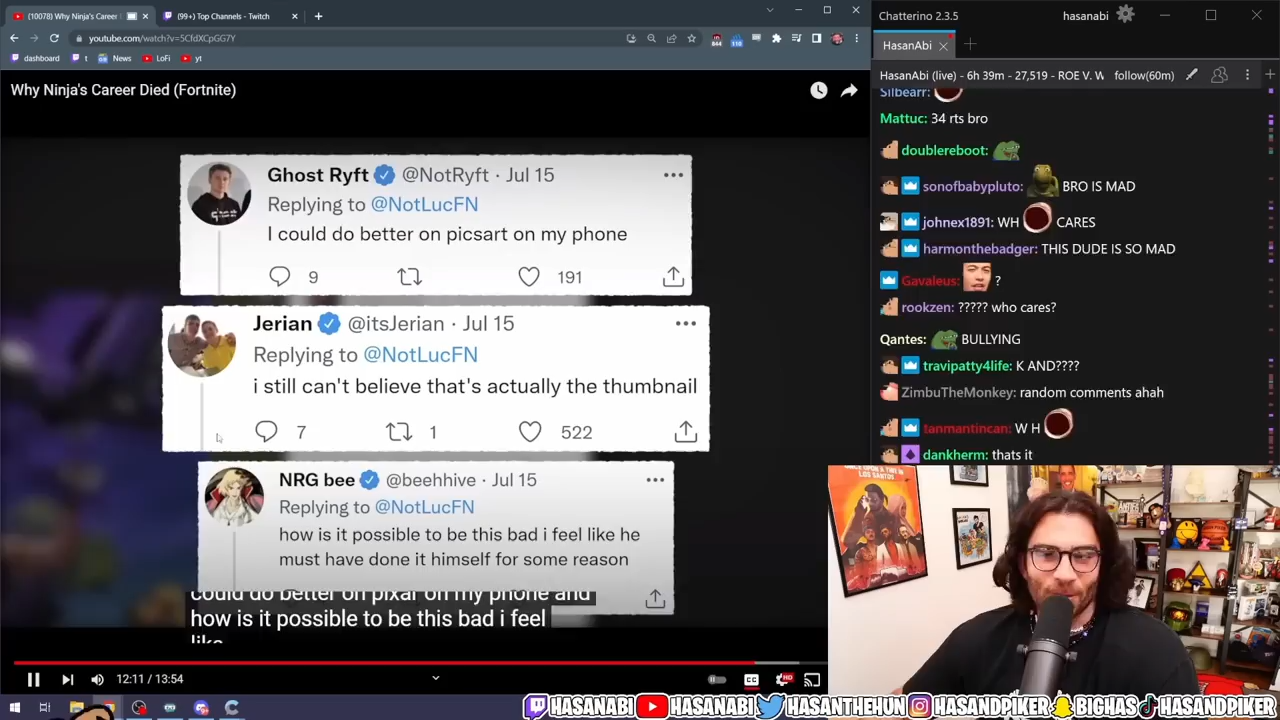 (10078) Why Ninja's Career
(99+) Top Channels - Twitch
youtube.com/watch?v=5CfdXCpGG7Y
dashboard
t
News
LoFi
yt
Why Ninja's Career Died (Fortnite)
Ghost Ryft @NotRyft · Jul 15
Replying to @NotLucFN
I could do better on picsart on my phone
9
191
Jerian @itsJerian · Jul 15
Replying to @NotLucFN
i still can't believe that's actually the thumbnail
7
1
522
NRG bee @beehhive · Jul 15
Replying to @NotLucFN
how is it possible to be this bad i feel like he
must have done it himself for some reason
could do better on pixar on my phone and
how is it possible to be this bad i feel
like
12:11 / 13:54
CC
HD
Chatterino 2.3.5
hasanabi
HasanAbi
HasanAbi (live) - 6h 39m - 27,519 - ROE V. W
follow(60m)
Silbearr:
Mattuc: 34 rts bro
doublereboot:
sonofbabypluto: BRO IS MAD
johnex1891: WH CARES
harmonthebadger: THIS DUDE IS SO MAD
Gavaleus: ?
rookzen: ????? who cares?
Qantes: BULLYING
travipatty4life: K AND????
ZimbuTheMonkey: random comments ahah
tanmantincan: W H
dankherm: thats it
LOS SANTOS
HASANABI
HASANABI
HASANTHEHUN
HASANDPIKER
BIGHAS
HASANDPIKER